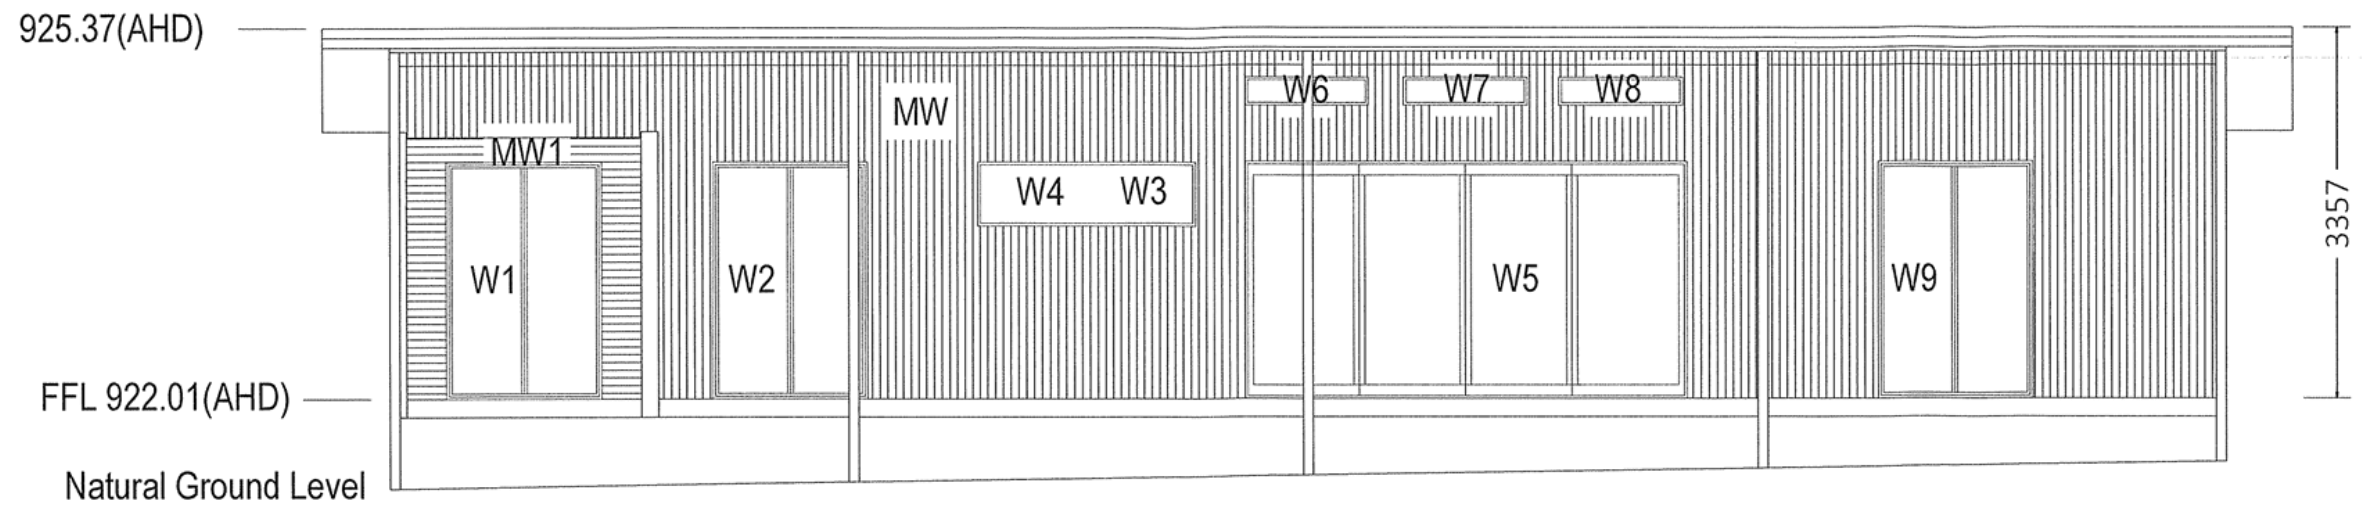 925.37(AHD)
W6 W7 W8
MW
MW1
W4 W3
3357
W1 W2 W5 W9
FFL 922.01(AHD)
Natural Ground Level